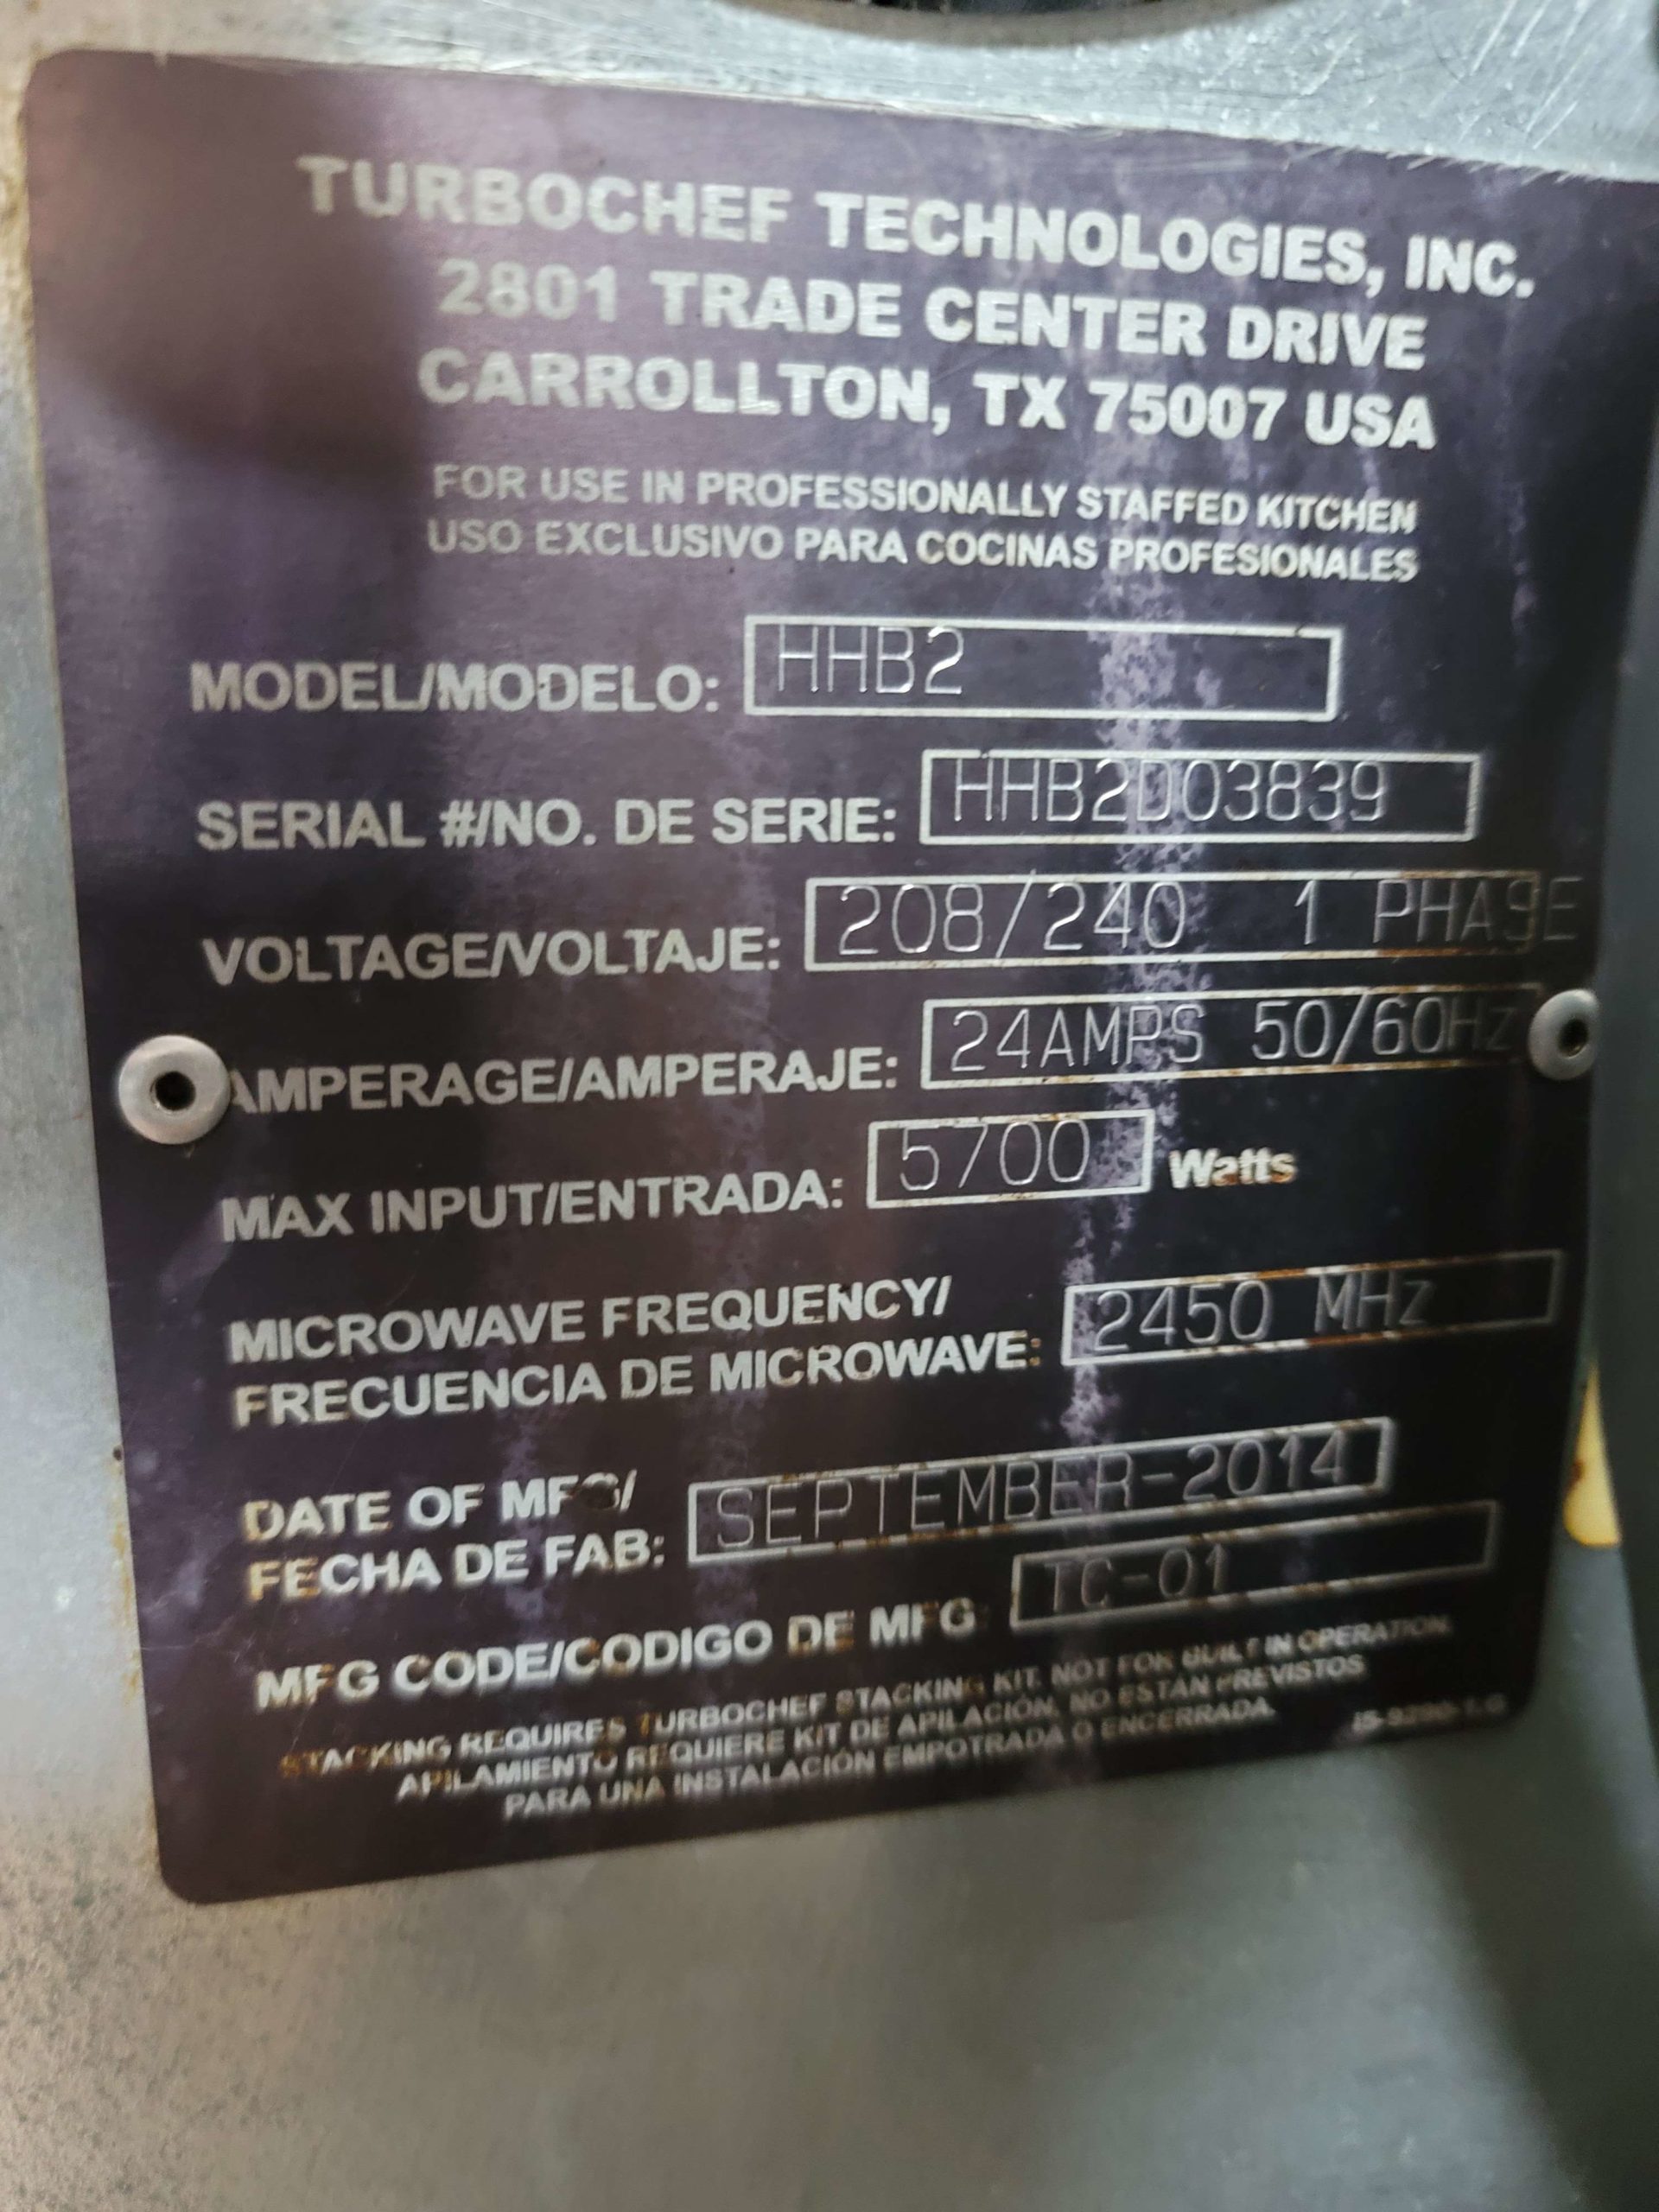 TURBOCHEF TECHNOLOGIES, INC.
2801 TRADE CENTER DRIVE
CARROLLTON, TX 75007 USA
FOR USE IN PROFESSIONALLY STAFFED KITCHEN
USO EXCLUSIVO PARA COCINAS PROFESIONALES
MODEL/MODELO: HHB2
SERIAL #/NO. DE SERIE: HHB2D03839
VOLTAGE/VOLTAJE: 208/240 1 PHASE
AMPERAGE/AMPERAJE: 24AMPS 50/60Hz
MAX INPUT/ENTRADA: 5700 Watts
MICROWAVE FREQUENCY/
FRECUENCIA DE MICROWAVE: 2450 MHz
DATE OF MFG/
FECHA DE FAB: SEPTEMBER-2014
MFG CODE/CODIGO DE MFG TC-01
STACKING REQUIRES TURBOCHEF STACKING KIT. NOT FOR BUILT IN OPERATION.
APILAMIENTO REQUIERE KIT DE APILACIÓN, NO ESTÁN PREVISTOS
PARA UNA INSTALACIÓN EMPOTRADA O ENCERRADA.